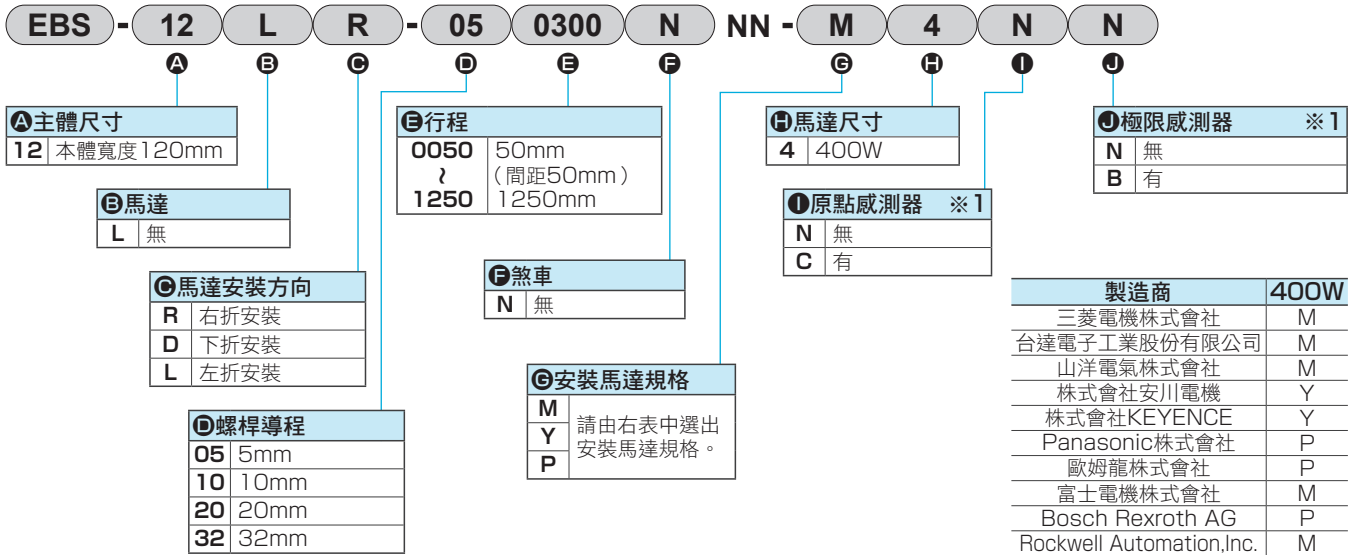 EBS - 12 L R - 05 0300 N NN - M 4 N N
A B C D E F G H I J
A主體尺寸
12 本體寬度120mm
B馬達
L 無
C馬達安裝方向
R 右折安裝
D 下折安裝
L 左折安裝
D螺桿導程
05 5mm
10 10mm
20 20mm
32 32mm
E行程
0050 50mm
~ (間距50mm)
1250 1250mm
F煞車
N 無
G安裝馬達規格
M
Y
P
請由右表中選出
安裝馬達規格。
H馬達尺寸
4 400W
I原點感測器 ※1
N 無
C 有
J極限感測器 ※1
N 無
B 有
製造商 400W
三菱電機株式會社 M
台達電子工業股份有限公司 M
山洋電氣株式會社 M
株式會社安川電機 Y
株式會社KEYENCE Y
Panasonic株式會社 P
歐姆龍株式會社 P
富士電機株式會社 M
Bosch Rexroth AG P
Rockwell Automation,Inc. M